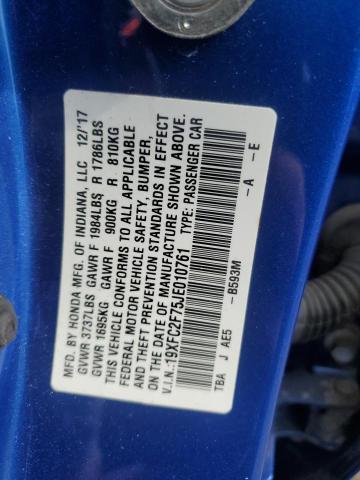 MFD. BY HONDA MFG. OF INDIANA, LLC 12/'17
GVWR 3737LBS GAWR F 1984LBS R 1786LBS
GVWR 1695KG GAWR F 900KG R 810KG
THIS VEHICLE CONFORMS TO ALL APPLICABLE
FEDERAL MOTOR VEHICLE SAFETY, BUMPER,
AND THEFT PREVENTION STANDARDS IN EFFECT
ON THE DATE OF MANUFACTURE SHOWN ABOVE.
V.I.N.:19XFC2F75JE010761 TYPE: PASSENGER CAR
-B593M -A -E
TBA J AE5